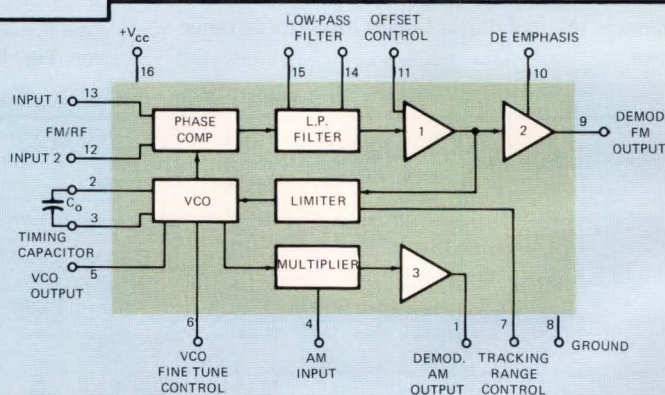 +Vcc
16
LOW-PASS
FILTER
15
14
OFFSET
CONTROL
11
DE EMPHASIS
10
INPUT 1
13
FM/RF
INPUT 2
12
PHASE
COMP
L.P.
FILTER
1
2
9
DEMOD
FM
OUTPUT
2
Co
3
TIMING
CAPACITOR
VCO
OUTPUT
5
VCO
LIMITER
MULTIPLIER
3
6
VCO
FINE TUNE
CONTROL
4
AM
INPUT
1
DEMOD.
AM
OUTPUT
7
TRACKING
RANGE
CONTROL
8
GROUND